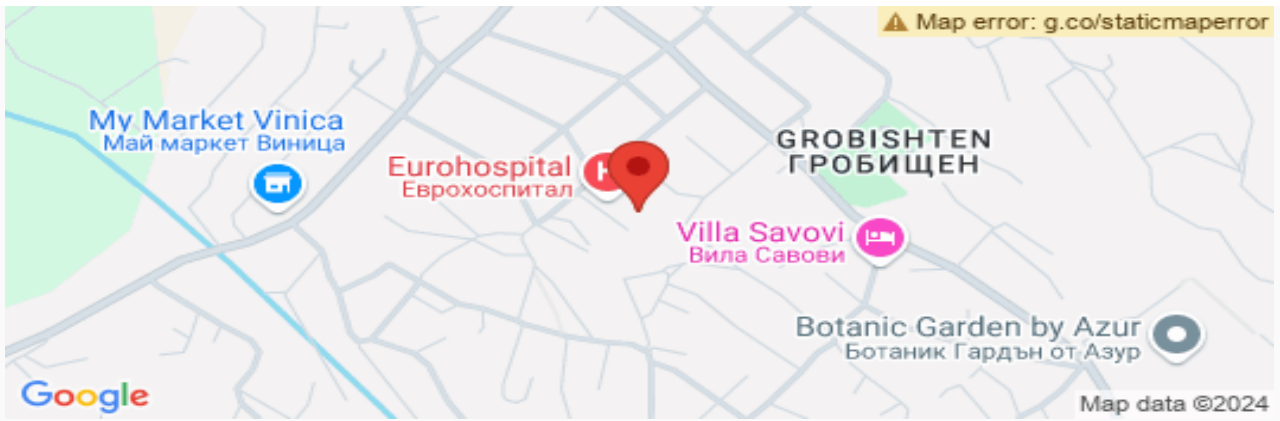 Map error: g.co/staticmaperror
My Market Vinica
Май маркет Виница
GROBISHTEN
ГРОБИЩЕН
Eurohospital
Еврохоспитал
H
Villa Savovi
Вила Савови
Botanic Garden by Azur
Ботаник Гардън от Азур
Google
Map data ©2024